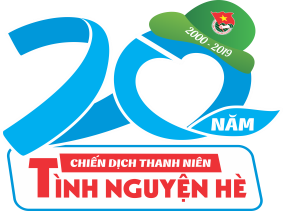 2000 - 2019
20
NĂM
CHIẾN DỊCH THANH NIÊN
TÌNH NGUYỆN HÈ